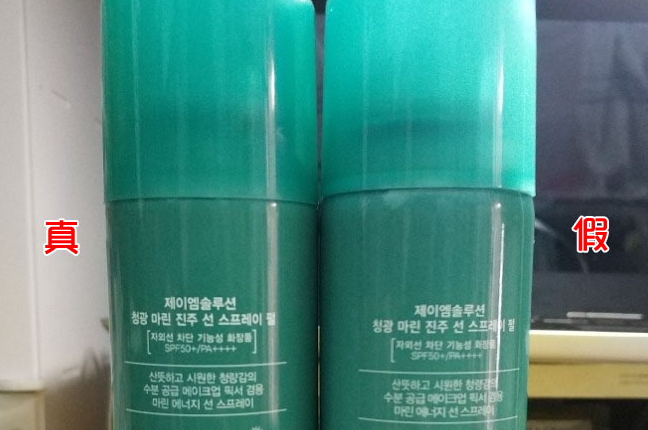 真
假
제이엠솔루션
청광 마린 진주 선 스프레이 펄
[자외선 차단 기능성 화장품]
SPF50+/PA++++
산뜻하고 시원한 청량감의
수분 공급 메이크업 픽서 겸용
마린 에너지 선 스프레이
제이엠솔루션
청광 마린 진주 선 스프레이 펄
[자외선 차단 기능성 화장품]
SPF50+/PA++++
산뜻하고 시원한 청량감의
수분 공급 메이크업 픽서 겸용
마린 에너지 선 스프레이